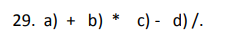 29. a) + b) * c) - d) /.